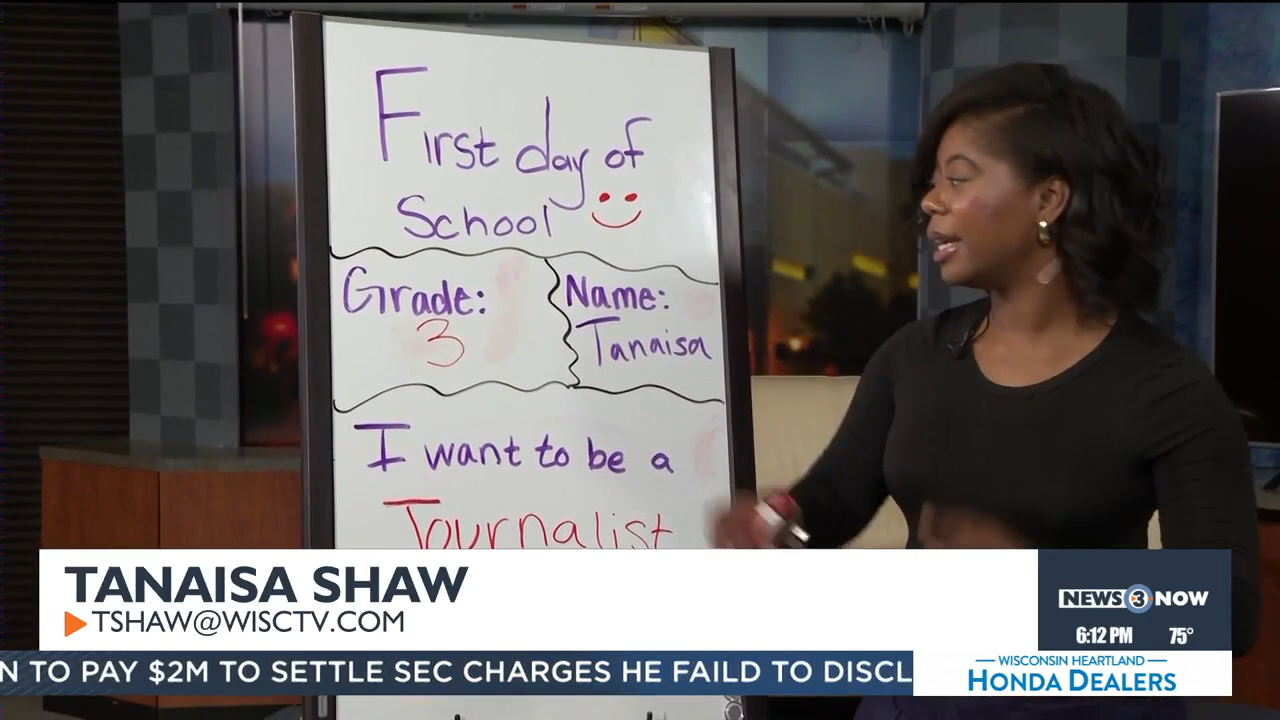 First day of
School
Grade:
3
Name:
Tanaisa
I want to be a
Journalist
TANAISA SHAW
TSHAW@WISCTV.COM
NEWS 3 NOW
6:12 PM 75°
N TO PAY $2M TO SETTLE SEC CHARGES HE FAILD TO DISCL
WISCONSIN HEARTLAND
HONDA DEALERS